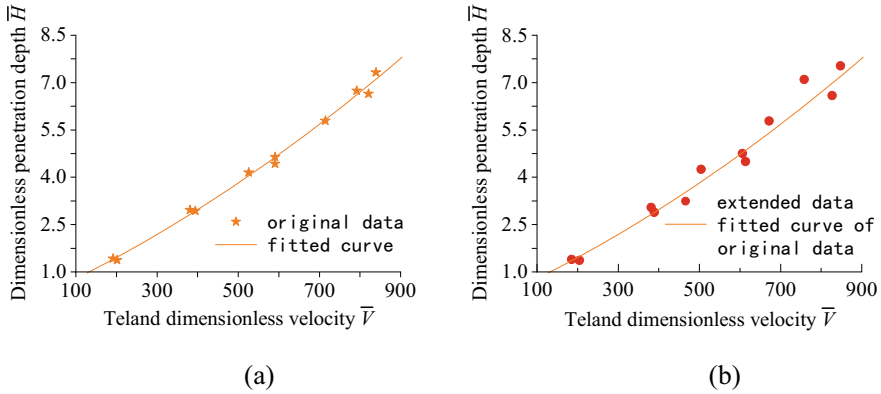 Dimensionless penetration depth H̅
8.5
7.0
5.5
4.0
2.5
1.0
original data
fitted curve
100
300
500
700
900
Teland dimensionless velocity V̅
(a)
Dimensionless penetration depth H̅
8.5
7.0
5.5
4
2.5
1.0
extended data
fitted curve of
original data
100
300
500
700
900
Teland dimensionless velocity V̅
(b)